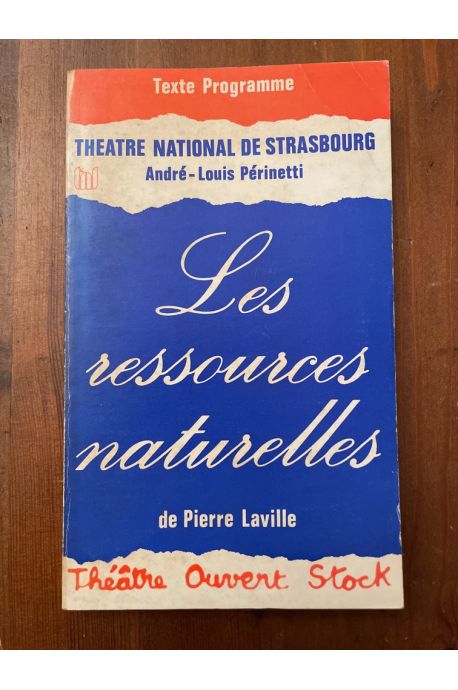 Texte Programme
THEATRE NATIONAL DE STRASBOURG
André-Louis Périnetti
Les
ressources
naturelles
de Pierre Laville
Théâtre Ouvert Stock